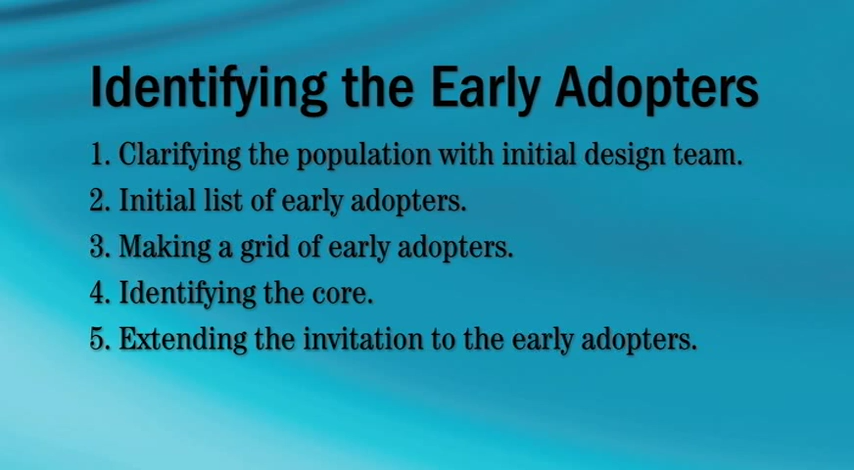 Identifying the Early Adopters
1. Clarifying the population with initial design team.
2. Initial list of early adopters.
3. Making a grid of early adopters.
4. Identifying the core.
5. Extending the invitation to the early adopters.